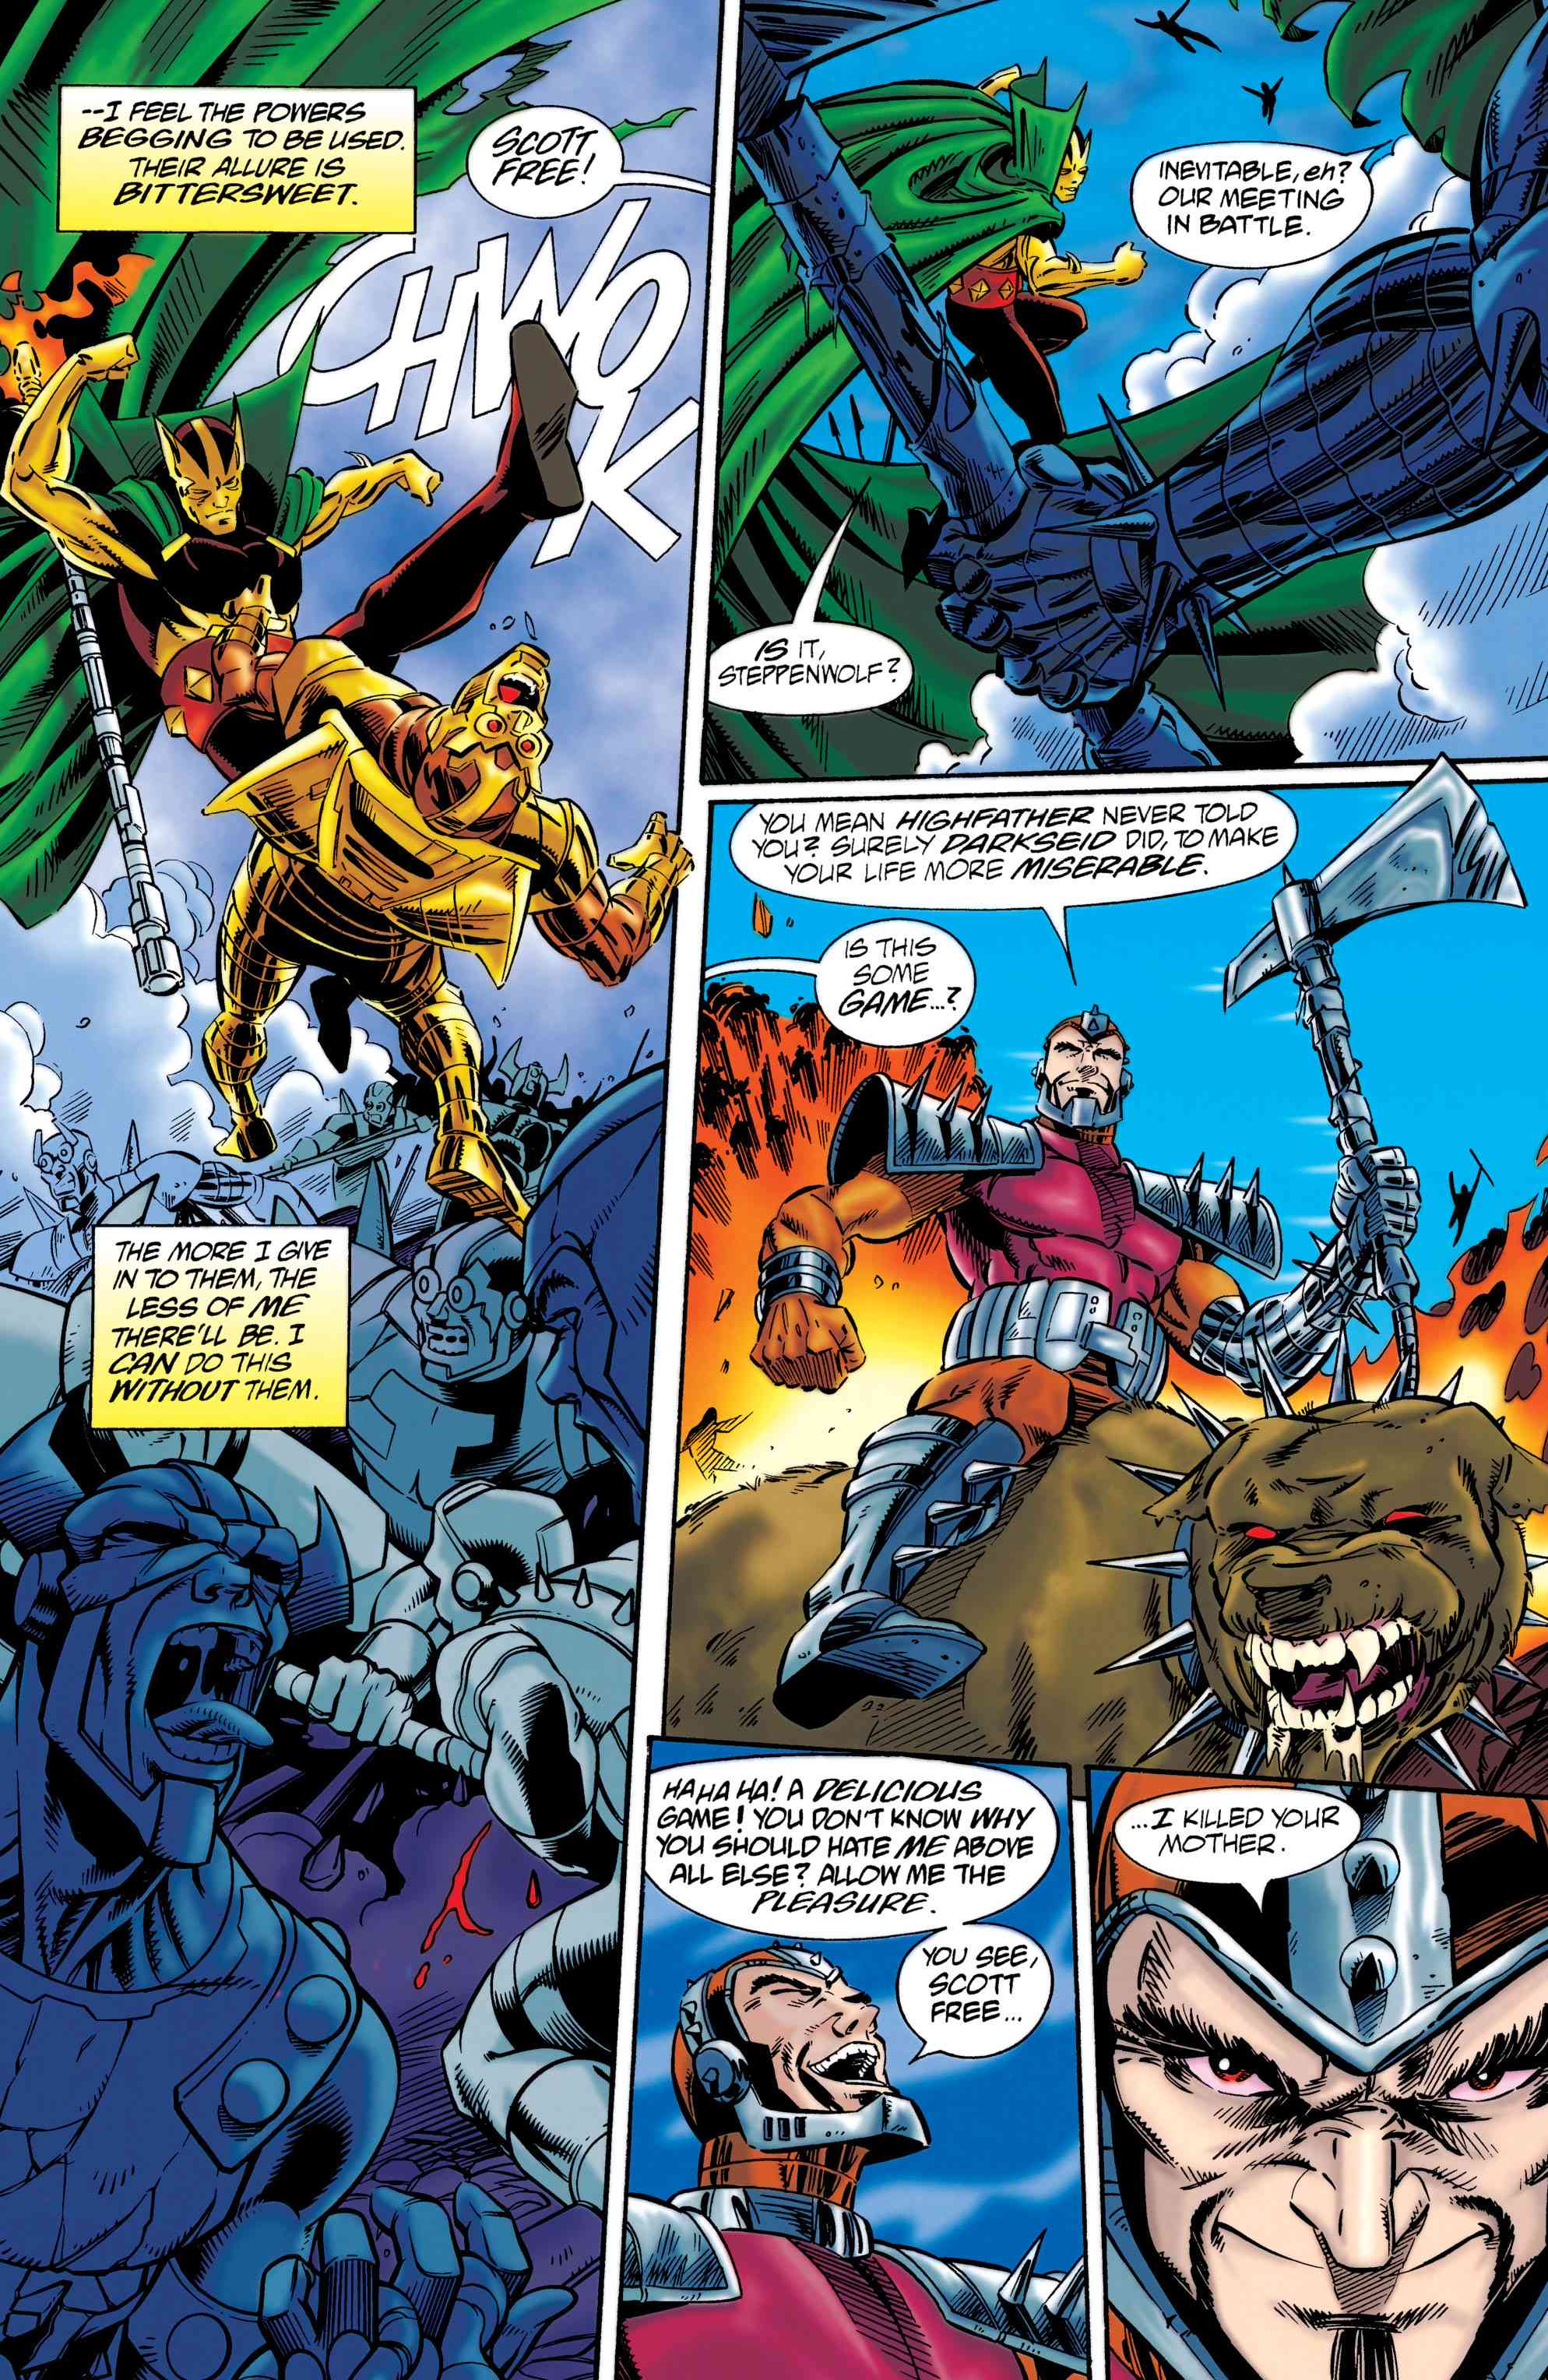 --I FEEL THE POWERS
BEGGING TO BE USED.
THEIR ALLURE IS
BITTERSWEET.
SCOTT
FREE!
CHWOK
THE MORE I GIVE
IN TO THEM, THE
LESS OF ME
THERE'LL BE. I
CAN DO THIS
WITHOUT THEM.
INEVITABLE, eh?
OUR MEETING
IN BATTLE.
IS IT,
STEPPENWOLF?
YOU MEAN HIGHFATHER NEVER TOLD
YOU? SURELY DARKSEID DID, TO MAKE
YOUR LIFE MORE MISERABLE.
IS THIS
SOME
GAME...?
HA HA HA! A DELICIOUS
GAME! YOU DON'T KNOW WHY
YOU SHOULD HATE ME ABOVE
ALL ELSE? ALLOW ME THE
PLEASURE.
YOU SEE,
SCOTT
FREE...
...I KILLED YOUR
MOTHER.